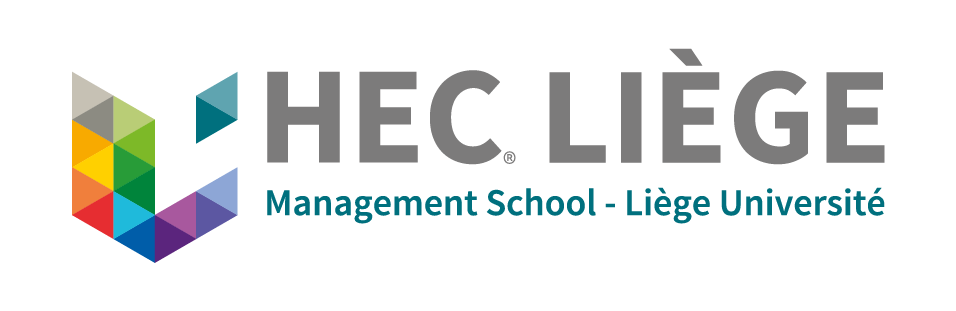 HEC® LIÈGE
Management School - Liège Université